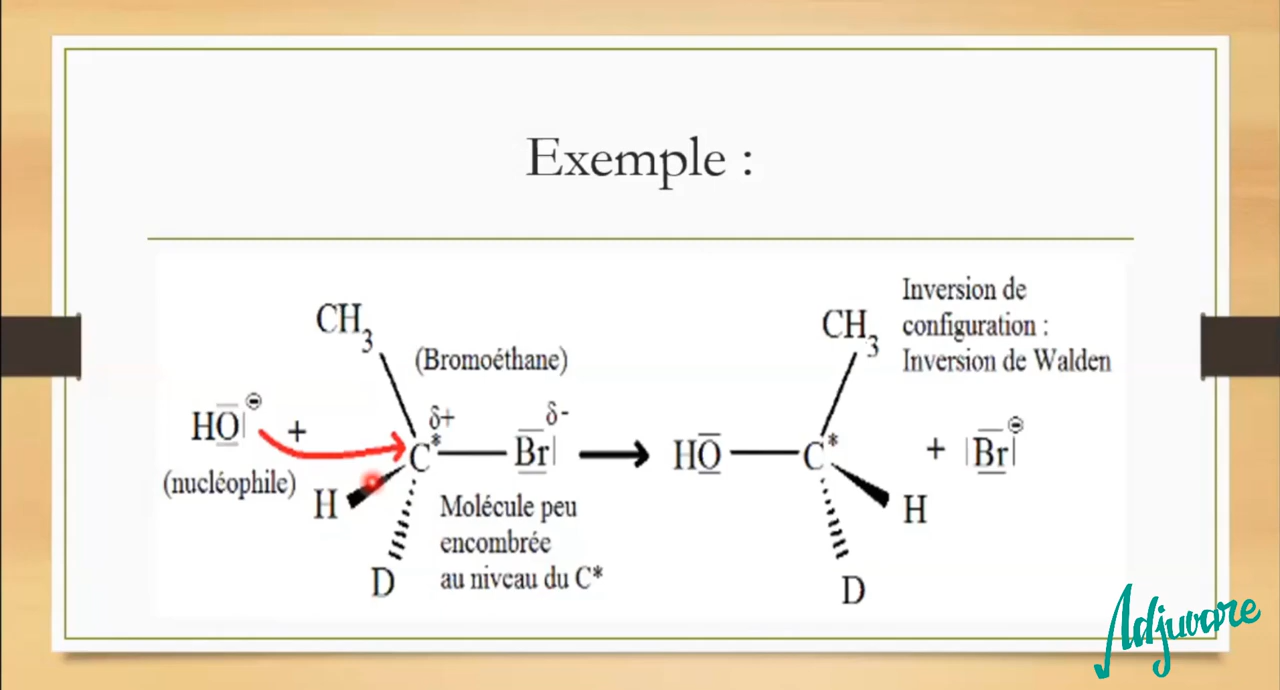 Exemple :
CH3
(Bromoéthane)
HO⊖ + C* δ+ Br δ-
(nucléophile)
H
D
Molécule peu
encombrée
au niveau du C*
CH3
Inversion de
configuration :
Inversion de Walden
HO C* + Br⊖
H
D
Adjuvare